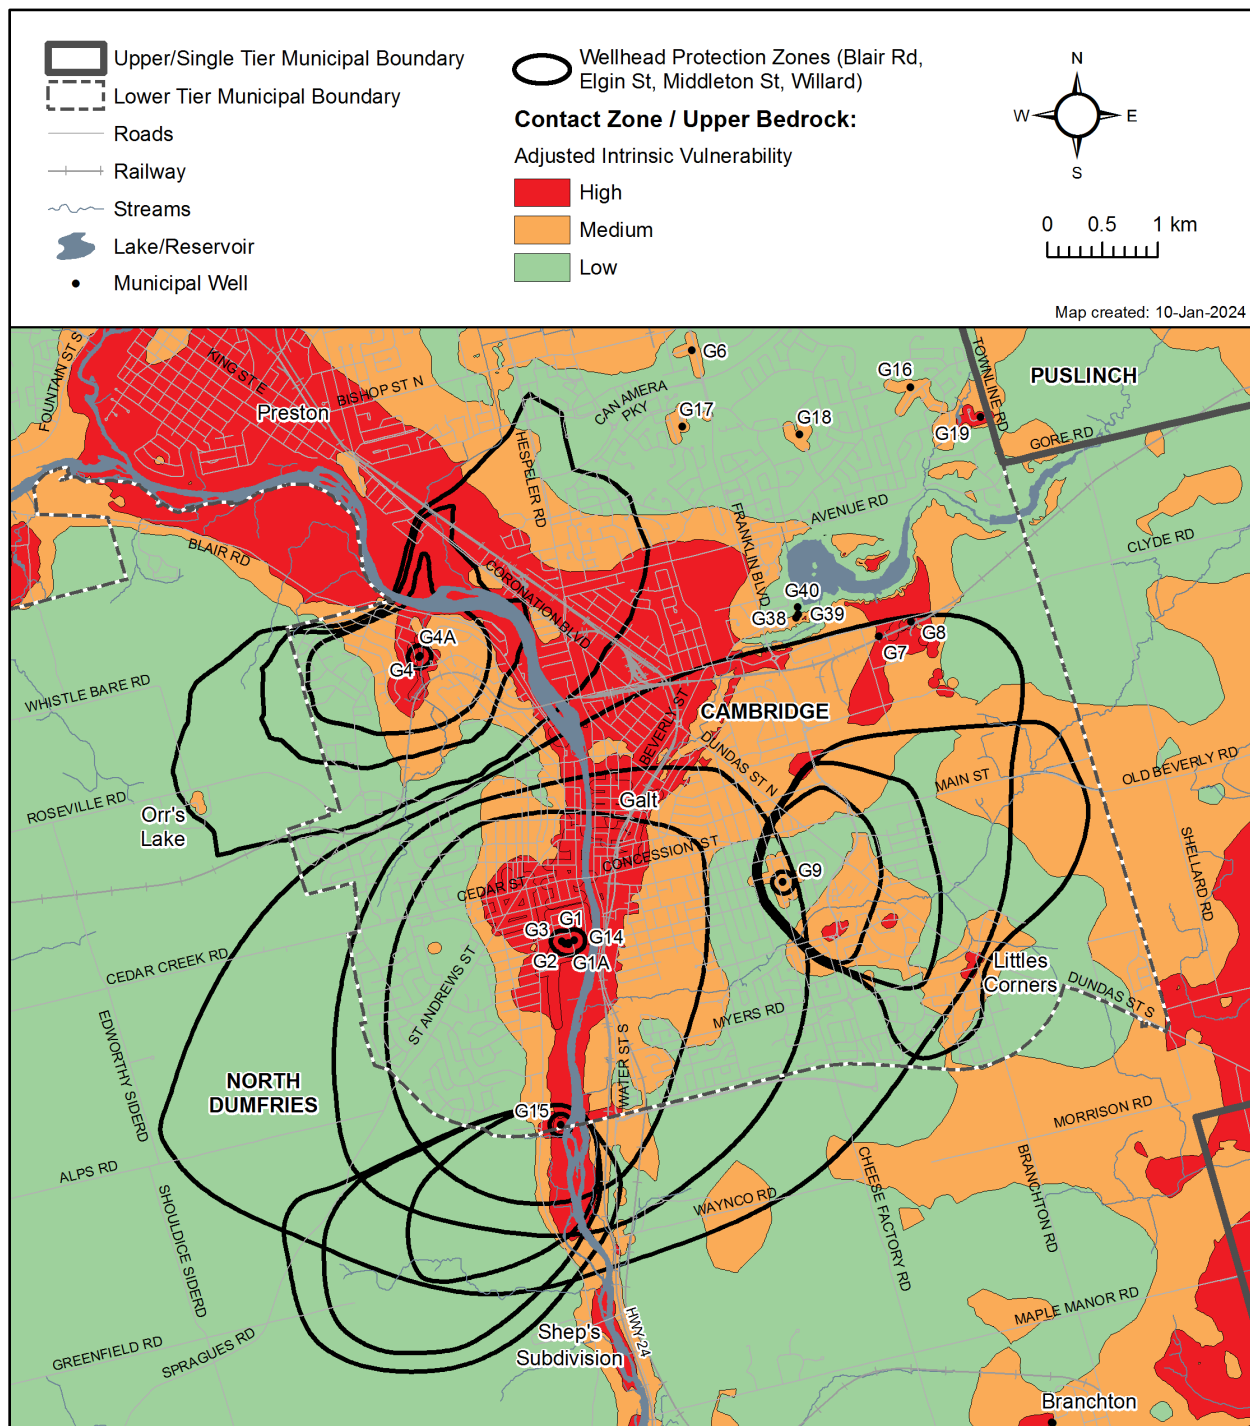 Upper/Single Tier Municipal Boundary
Lower Tier Municipal Boundary
Roads
Railway
Streams
Lake/Reservoir
Municipal Well
Wellhead Protection Zones (Blair Rd,
Elgin St, Middleton St, Willard)
Contact Zone / Upper Bedrock:
Adjusted Intrinsic Vulnerability
High
Medium
Low
N
W
E
S
0 0.5 1 km
Map created: 10-Jan-2024
FOUNTAIN ST S
KING ST E
BISHOP ST N
Preston
HESPELER RD
CAN AMERA
PKY
G6
G17
G18
G16
G19
TOWNLINE RD
PUSLINCH
GORE RD
AVENUE RD
FRANKLIN BLVD
CLYDE RD
BLAIR RD
CORONATION BLVD
G40
G38
G39
G8
G7
G4A
G4
WHISTLE BARE RD
CAMBRIDGE
BEVERLY ST
DUNDAS ST N
MAIN ST
OLD BEVERLY RD
ROSEVILLE RD
Orr's
Lake
Galt
CONCESSION ST
SHELLARD RD
CEDAR ST
G9
G1
G3
G14
G2
G1A
CEDAR CREEK RD
ST ANDREWS ST
Littles
Corners
DUNDAS ST S
MYERS RD
EDWORTHY SIDERD
WATER ST S
NORTH
DUMFRIES
G15
MORRISON RD
ALPS RD
SHOULDICE SIDERD
WAYNCO RD
CHEESE FACTORY RD
BRANCHTON RD
MAPLE MANOR RD
GREENFIELD RD
SPRAGUES RD
Shep's
Subdivision
HWY 24
Branchton